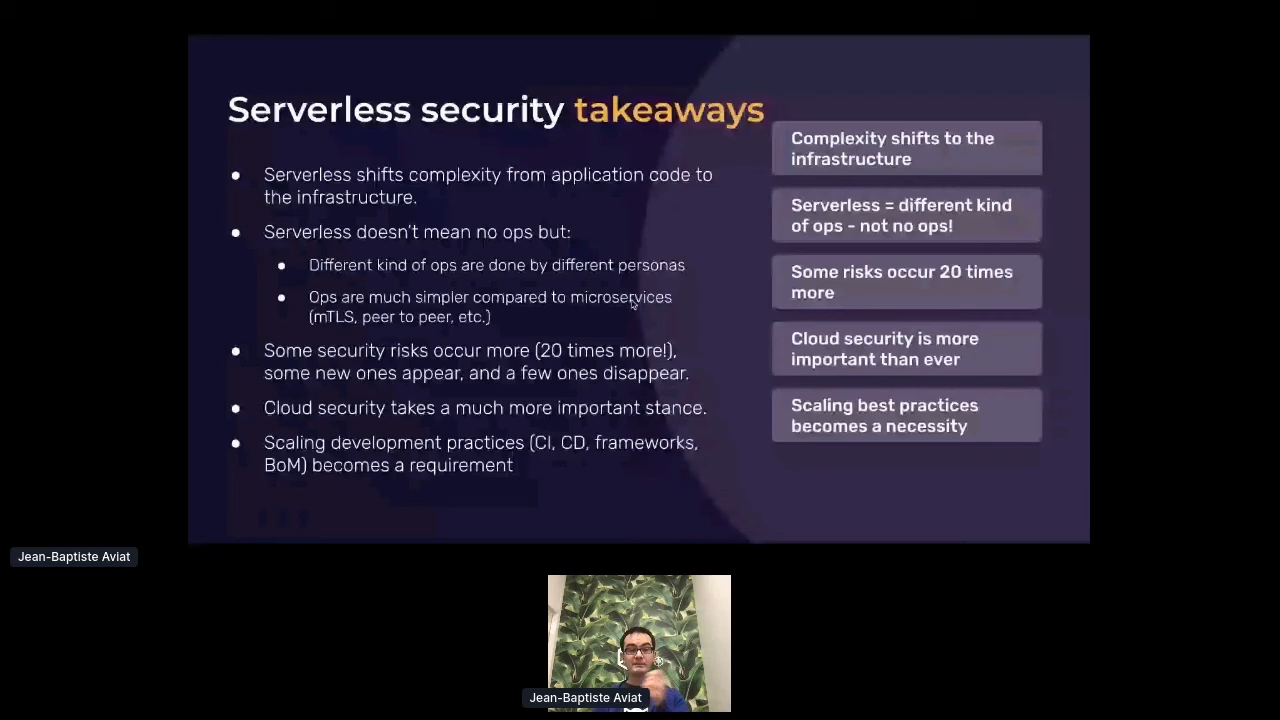 Serverless security takeaways
● Serverless shifts complexity from application code to
the infrastructure.
● Serverless doesn't mean no ops but:
● Different kind of ops are done by different personas
● Ops are much simpler compared to microservices
(mTLS, peer to peer, etc.)
● Some security risks occur more (20 times more!),
some new ones appear, and a few ones disappear.
● Cloud security takes a much more important stance.
● Scaling development practices (CI, CD, frameworks,
BoM) becomes a requirement
Complexity shifts to the
infrastructure
Serverless = different kind
of ops - not no ops!
Some risks occur 20 times
more
Cloud security is more
important than ever
Scaling best practices
becomes a necessity
Jean-Baptiste Aviat
Jean-Baptiste Aviat